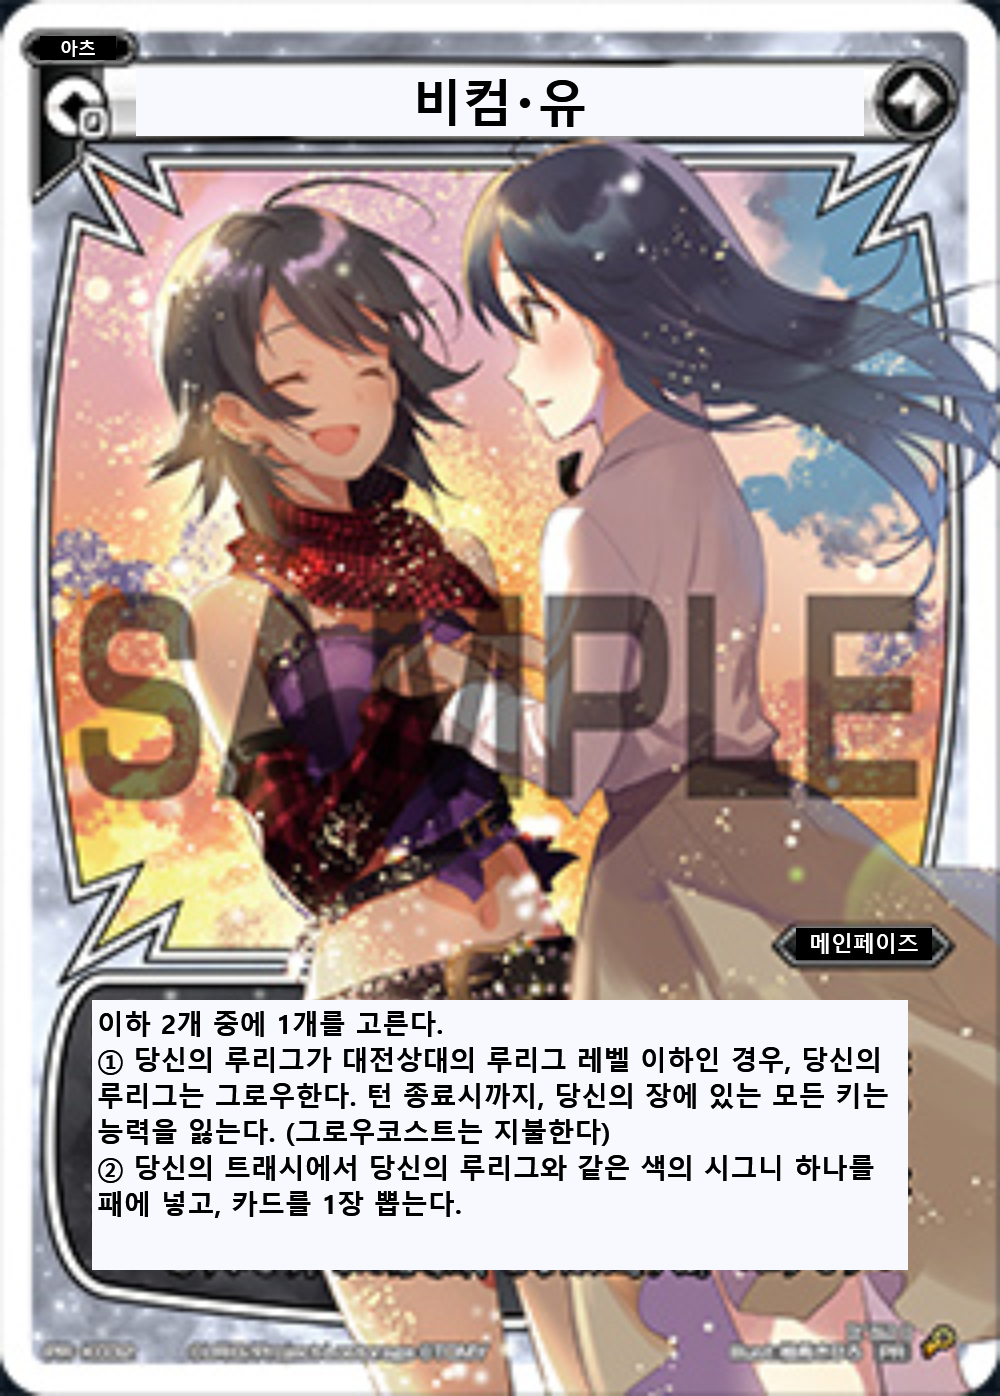 아츠
비컴·유
0
SAMPLE
메인페이즈
이하 2개 중에 1개를 고른다.
① 당신의 루리그가 대전상대의 루리그 레벨 이하인 경우, 당신의
루리그는 그로우한다. 턴 종료시까지, 당신의 장에 있는 모든 키는
능력을 잃는다. (그로우코스트는 지불한다)
② 당신의 트래시에서 당신의 루리그와 같은 색의 시그니 하나를
패에 넣고, 카드를 1장 뽑는다.